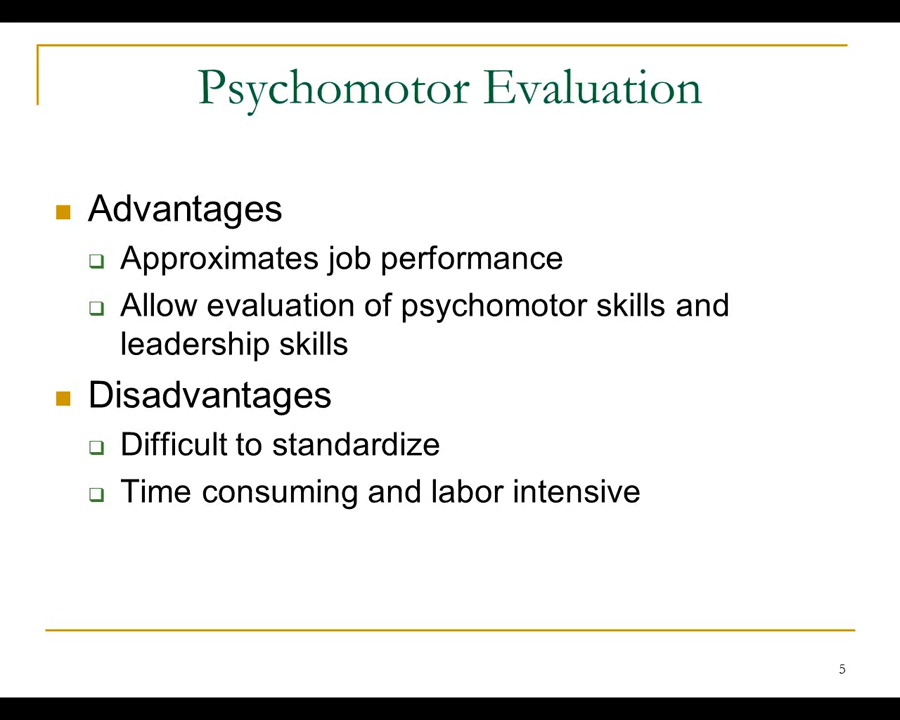 Psychomotor Evaluation
Advantages
Approximates job performance
Allow evaluation of psychomotor skills and
leadership skills
Disadvantages
Difficult to standardize
Time consuming and labor intensive
5